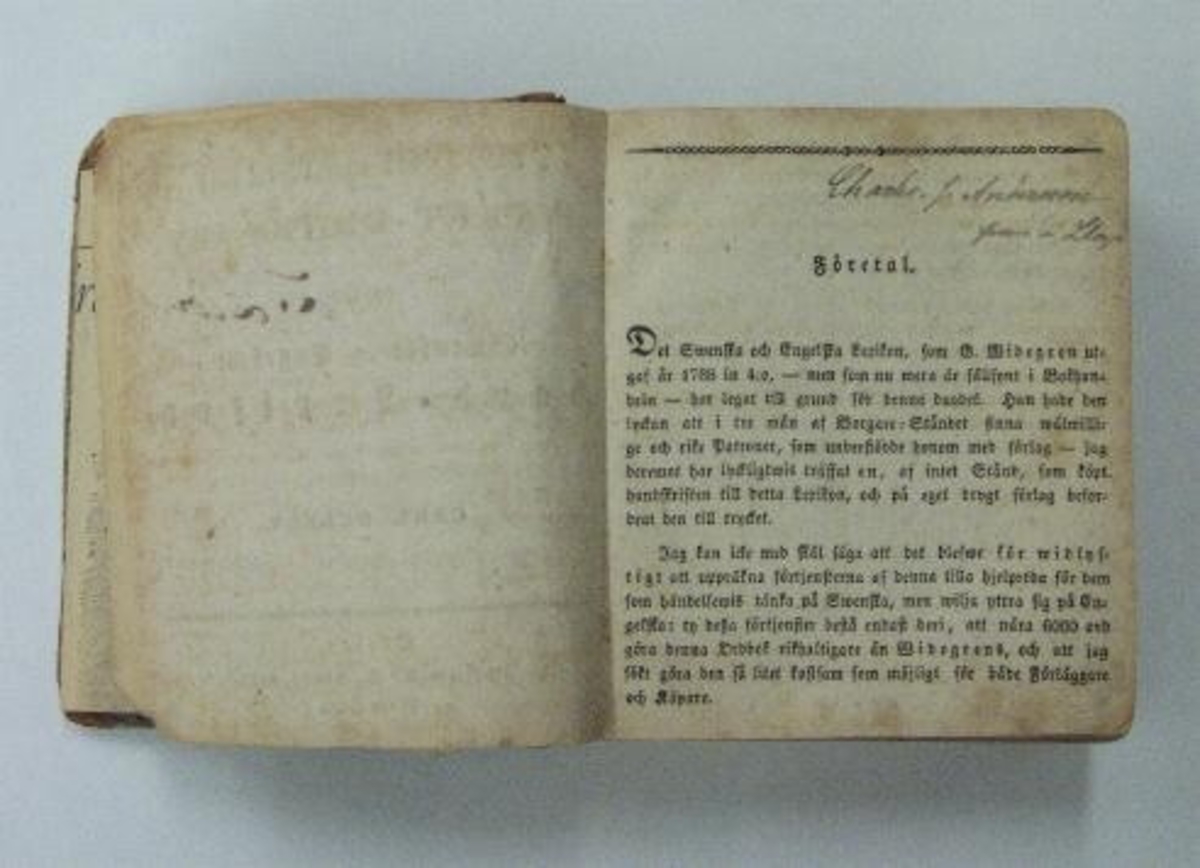 Företal.
Det Swenska och Engelska Lexikon, som G. Widegren ut-
gaf år 1788 in 4:o, — men som nu mera är sällsynt i Bokhan-
deln — har legat till grund för denna handbok. Han hade den
lyckan att i tre män af Borgare-Ståndet finna wälwilli-
ge och rike Patroner, som understödde honom med förlag — jag
deremot har lyckligtwis träffat en, af intet Stånd, som köpt
handskriften till detta Lexikon, och på eget drygt förlag befor-
drat den till trycket.
Jag kan icke med skäl säga att det blefwe för widlyf-
tigt att uppräkna förtjensterna af denna lilla hjelpreda för dem
som händelsewis tänka på Swenska, men wilja yttra sig på En-
gelska: ty dessa förtjenster bestå endast deri, att nära 6000 ord
göra denna Ordbok rikhaltigare än Widegrens, och att jag
sökt göra den så litet kostsam som möjligt för både Förläggare
och Köpare.